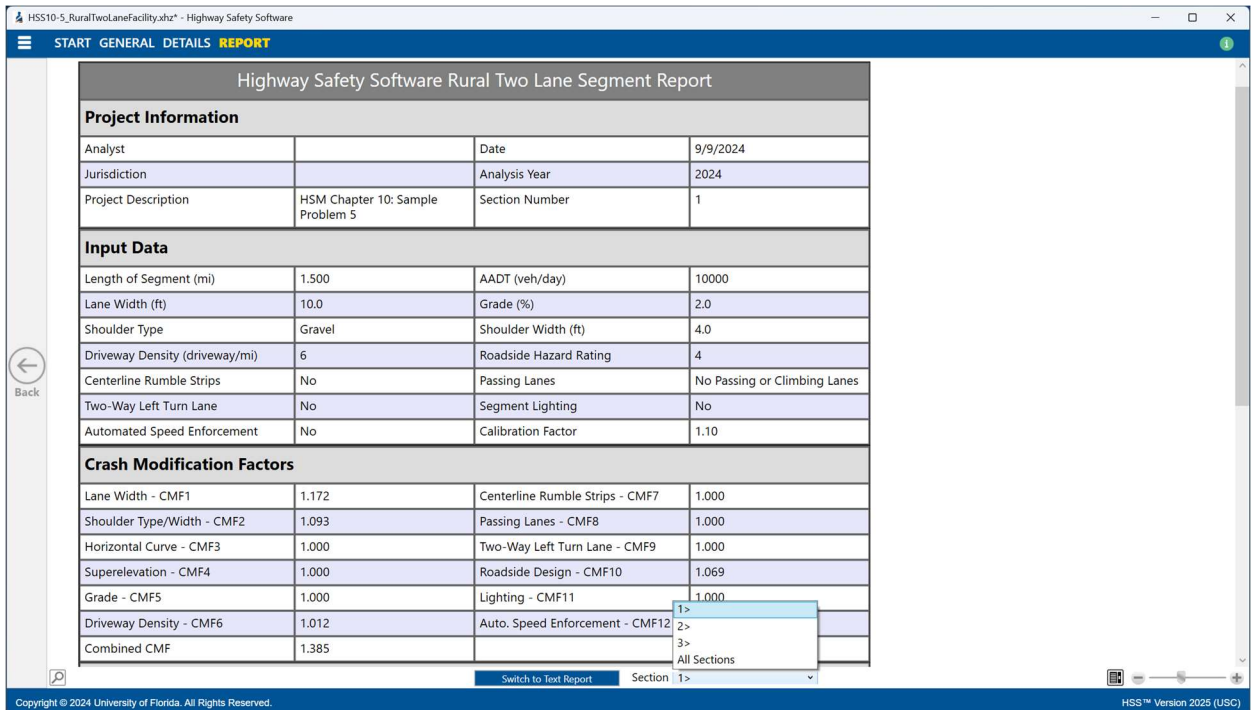 HSS10-5_RuralTwoLaneFacility.xhz* - Highway Safety Software
START GENERAL DETAILS REPORT
Highway Safety Software Rural Two Lane Segment Report
Project Information
Analyst Date 9/9/2024
Jurisdiction Analysis Year 2024
Project Description HSM Chapter 10: Sample Section Number 1
Problem 5
Input Data
Length of Segment (mi) 1.500 AADT (veh/day) 10000
Lane Width (ft) 10.0 Grade (%) 2.0
Shoulder Type Gravel Shoulder Width (ft) 4.0
Driveway Density (driveway/mi) 6 Roadside Hazard Rating 4
Centerline Rumble Strips No Passing Lanes No Passing or Climbing Lanes
Two-Way Left Turn Lane No Segment Lighting No
Automated Speed Enforcement No Calibration Factor 1.10
Back
Crash Modification Factors
Lane Width - CMF1 1.172 Centerline Rumble Strips - CMF7 1.000
Shoulder Type/Width - CMF2 1.093 Passing Lanes - CMF8 1.000
Horizontal Curve - CMF3 1.000 Two-Way Left Turn Lane - CMF9 1.000
Superelevation - CMF4 1.000 Roadside Design - CMF10 1.069
Grade - CMF5 1.000 Lighting - CMF11 1.000
Driveway Density - CMF6 1.012 Auto. Speed Enforcement - CMF12
Combined CMF 1.385
1>
2>
3>
All Sections
Switch to Text Report Section 1>
Copyright © 2024 University of Florida. All Rights Reserved. HSS™ Version 2025 (USC)